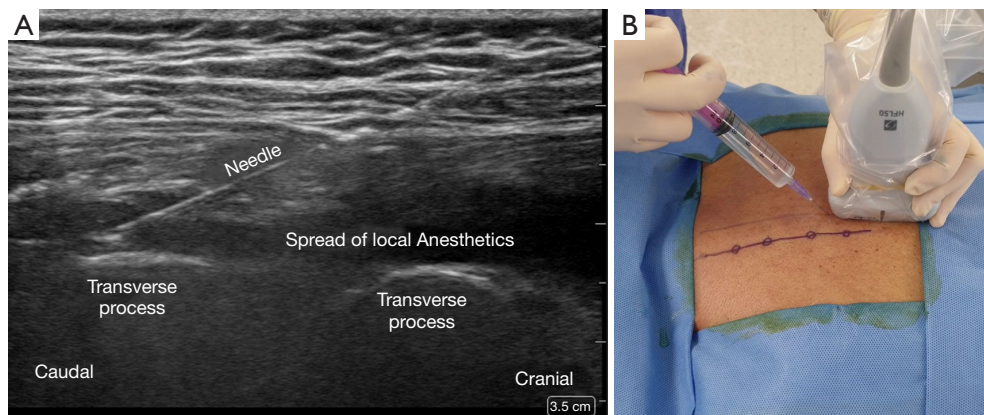 A
Needle
Spread of local Anesthetics
Transverse
process
Transverse
process
Caudal
Cranial
3.5 cm
B
HFL50